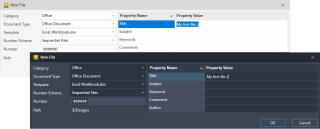 New File
Category Office Property Name Property Value
Document Type Office Document Title My first file
Template Excel Workbook.xlsx Subject
Number Scheme Sequential Files Keywords
Number ###### Comments
Path
New File
Category Office Property Name Property Value
Document Type Office Document Title My first file
Template Excel Workbook.xlsx Subject
Number Scheme Sequential Files Keywords
Number ###### Comments
Path $/Designs Author
OK Cancel